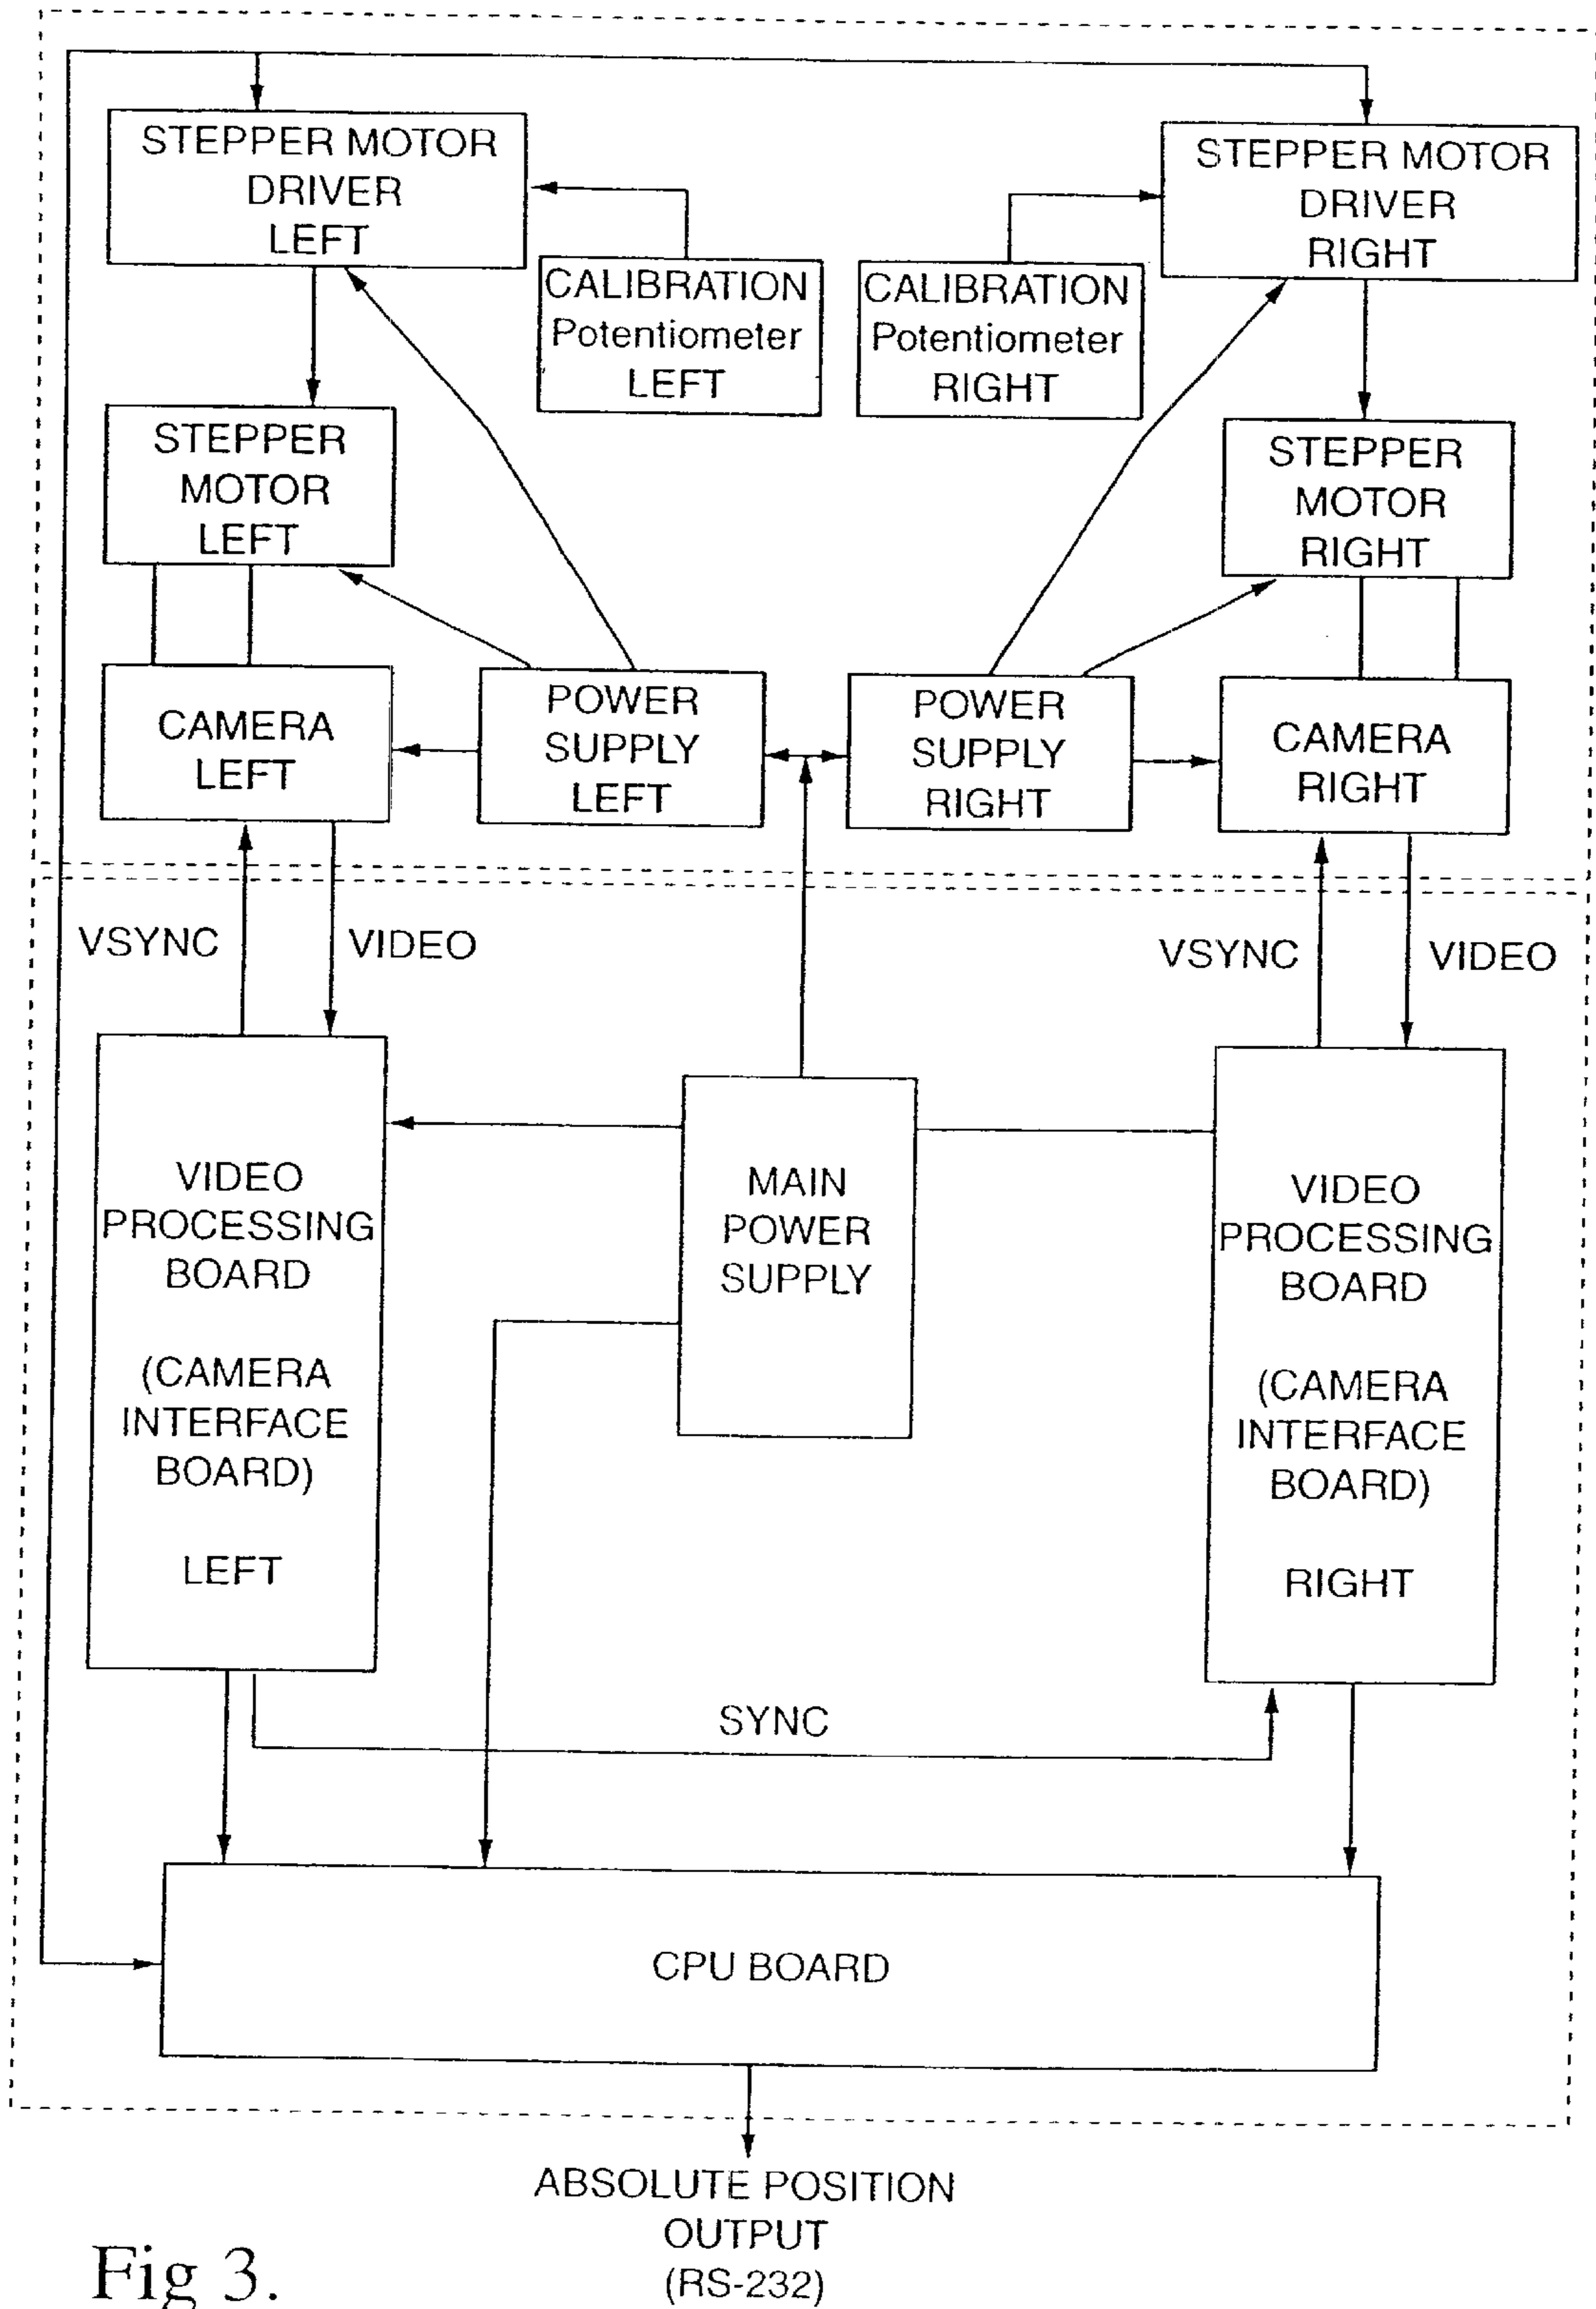 STEPPER MOTOR
DRIVER
LEFT
STEPPER MOTOR
DRIVER
RIGHT
CALIBRATION
Potentiometer
LEFT
CALIBRATION
Potentiometer
RIGHT
STEPPER
MOTOR
LEFT
STEPPER
MOTOR
RIGHT
CAMERA
LEFT
POWER
SUPPLY
LEFT
POWER
SUPPLY
RIGHT
CAMERA
RIGHT
VSYNC
VIDEO
VSYNC
VIDEO
VIDEO
PROCESSING
BOARD
(CAMERA
INTERFACE
BOARD)
LEFT
MAIN
POWER
SUPPLY
VIDEO
PROCESSING
BOARD
(CAMERA
INTERFACE
BOARD)
RIGHT
SYNC
CPU BOARD
ABSOLUTE POSITION
OUTPUT
(RS-232)
Fig 3.